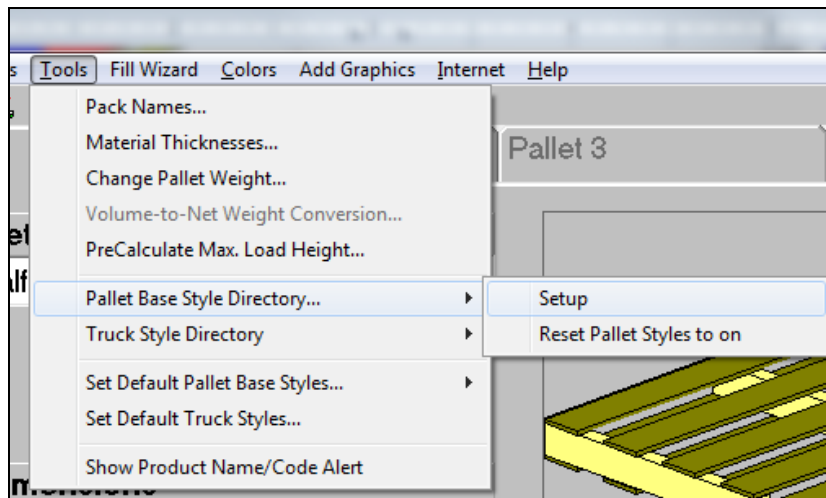 Tools Fill Wizard Colors Add Graphics Internet Help
Pack Names...
Material Thicknesses...
Pallet 3
Change Pallet Weight...
Volume-to-Net Weight Conversion...
PreCalculate Max. Load Height...
Pallet Base Style Directory...
Setup
Truck Style Directory
Reset Pallet Styles to on
Set Default Pallet Base Styles...
Set Default Truck Styles...
Show Product Name/Code Alert